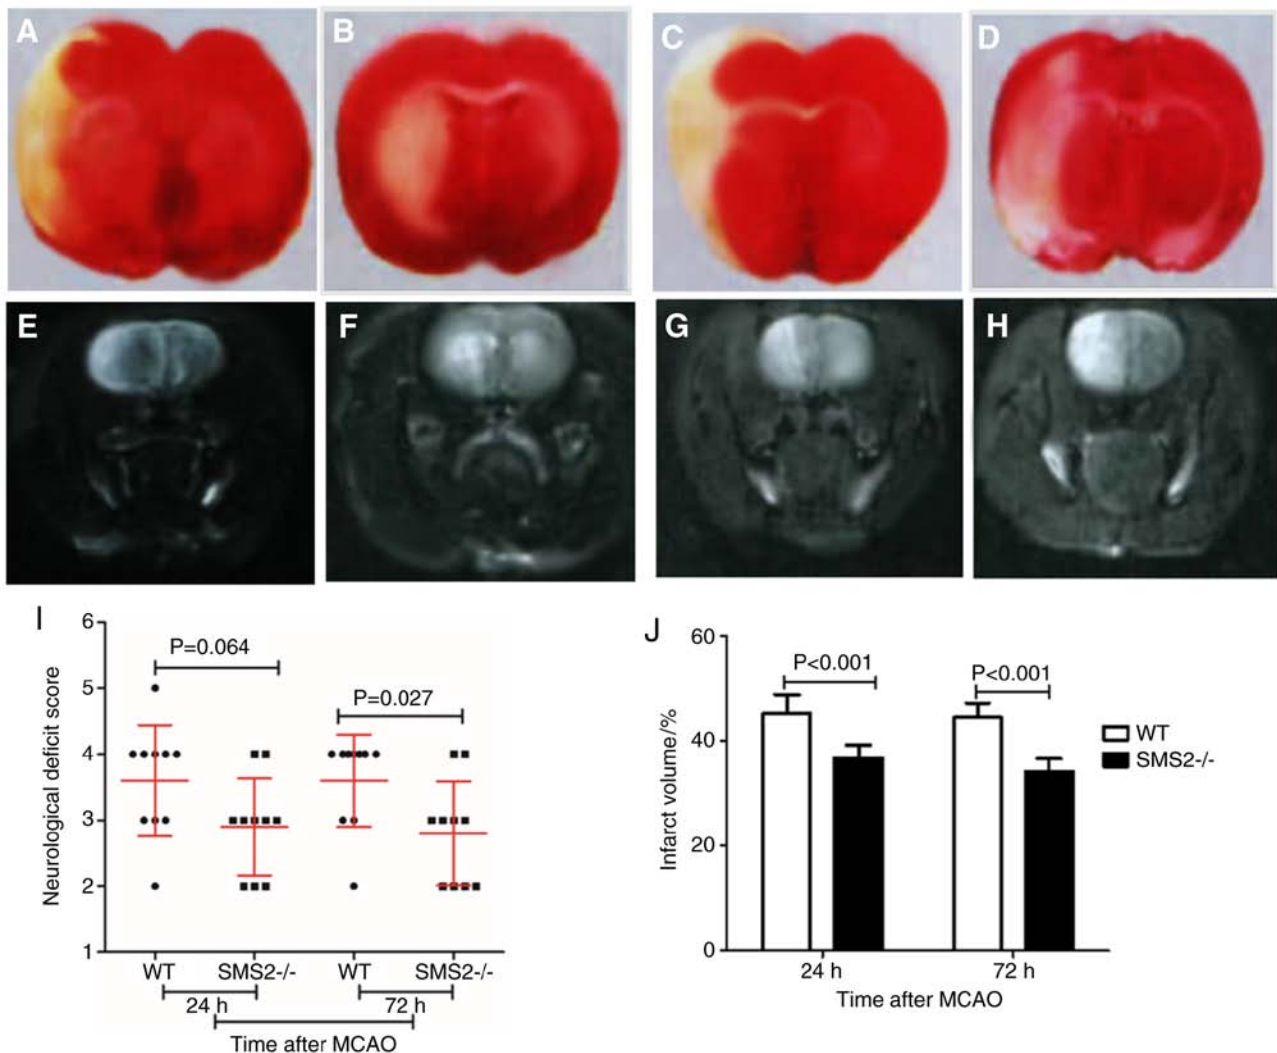 A B C D
E F G H
I
6
5
4
3
2
1
Neurological deficit score
P=0.064
P=0.027
WT SMS2-/- WT SMS2-/-
24 h 72 h
Time after MCAO
J
60
40
20
0
Infarct volume/%
P<0.001 P<0.001
WT
SMS2-/-
24 h 72 h
Time after MCAO